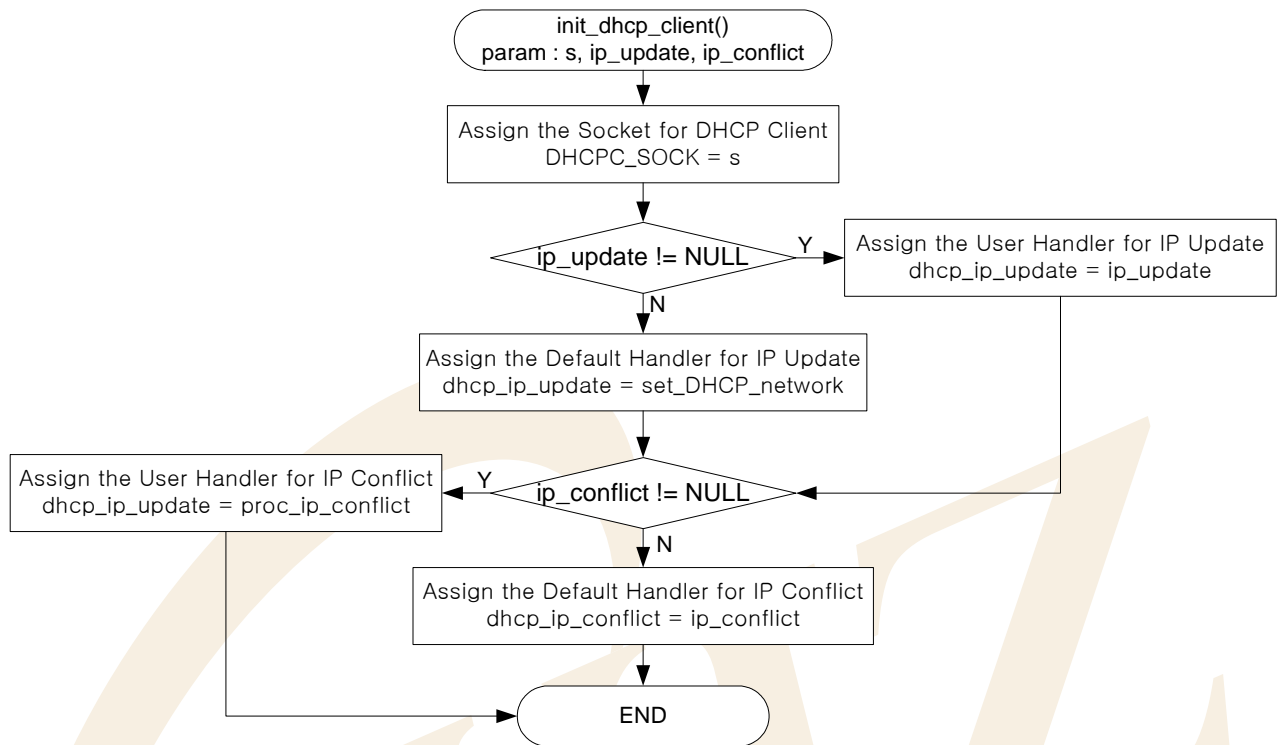 init_dhcp_client()
param : s, ip_update, ip_conflict
Assign the Socket for DHCP Client
DHCPC_SOCK = s
ip_update != NULL
Y
Assign the User Handler for IP Update
dhcp_ip_update = ip_update
N
Assign the Default Handler for IP Update
dhcp_ip_update = set_DHCP_network
Assign the User Handler for IP Conflict
dhcp_ip_update = proc_ip_conflict
Y
ip_conflict != NULL
N
Assign the Default Handler for IP Conflict
dhcp_ip_conflict = ip_conflict
END